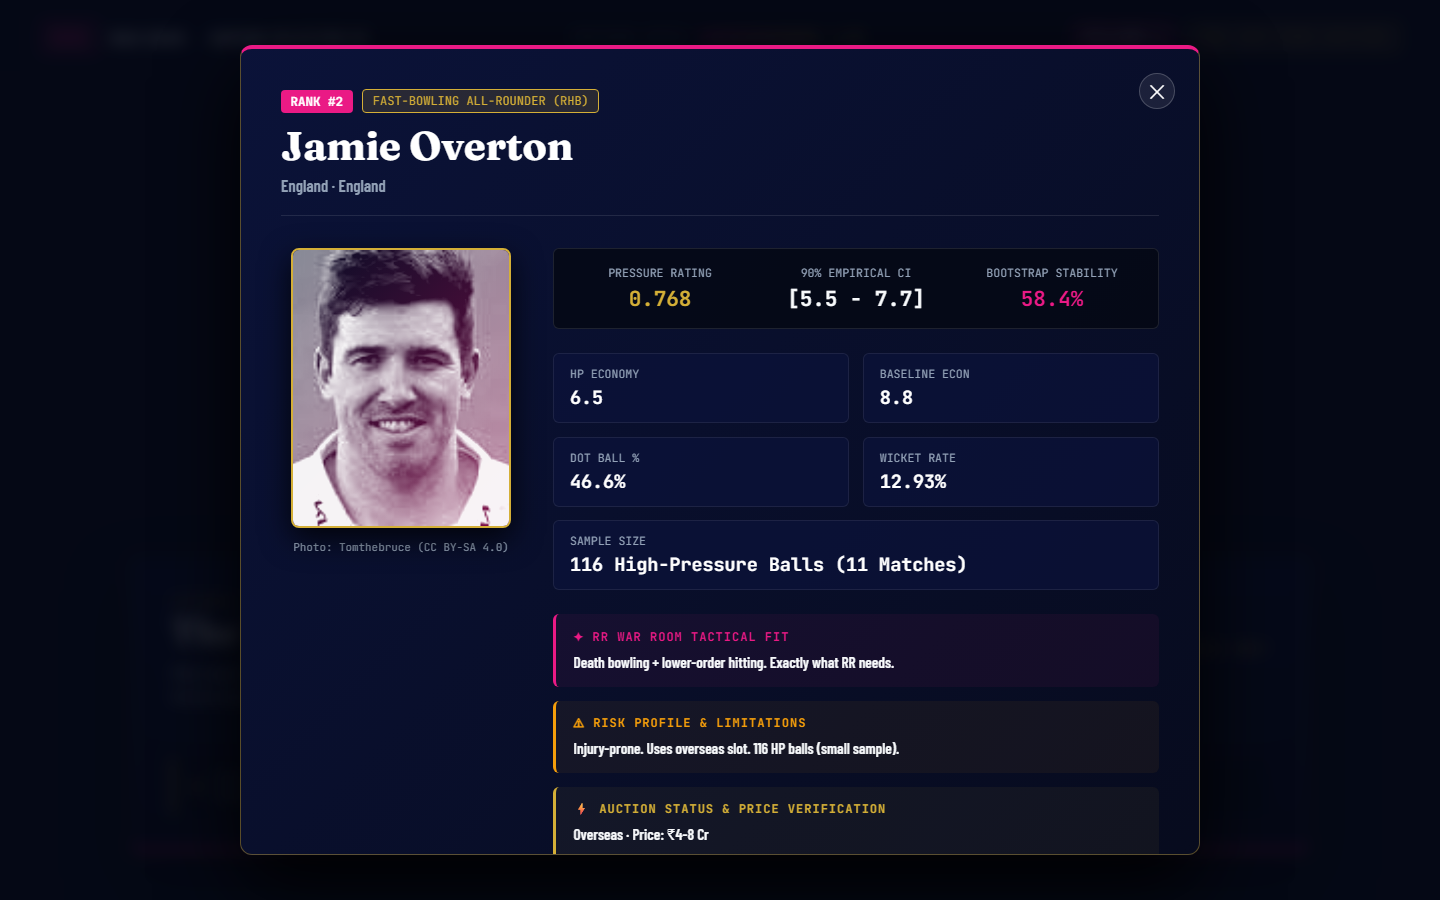 RANK #2
FAST-BOWLING ALL-ROUNDER (RHB)
Jamie Overton
England · England
Photo: Tomthebruce (CC BY-SA 4.0)
PRESSURE RATING
0.768
90% EMPIRICAL CI
[5.5 - 7.7]
BOOTSTRAP STABILITY
58.4%
HP ECONOMY
6.5
BASELINE ECON
8.8
DOT BALL %
46.6%
WICKET RATE
12.93%
SAMPLE SIZE
116 High-Pressure Balls (11 Matches)
✦ RR WAR ROOM TACTICAL FIT
Death bowling + lower-order hitting. Exactly what RR needs.
⚠ RISK PROFILE & LIMITATIONS
Injury-prone. Uses overseas slot. 116 HP balls (small sample).
⚡ AUCTION STATUS & PRICE VERIFICATION
Overseas · Price: ₹4-8 Cr